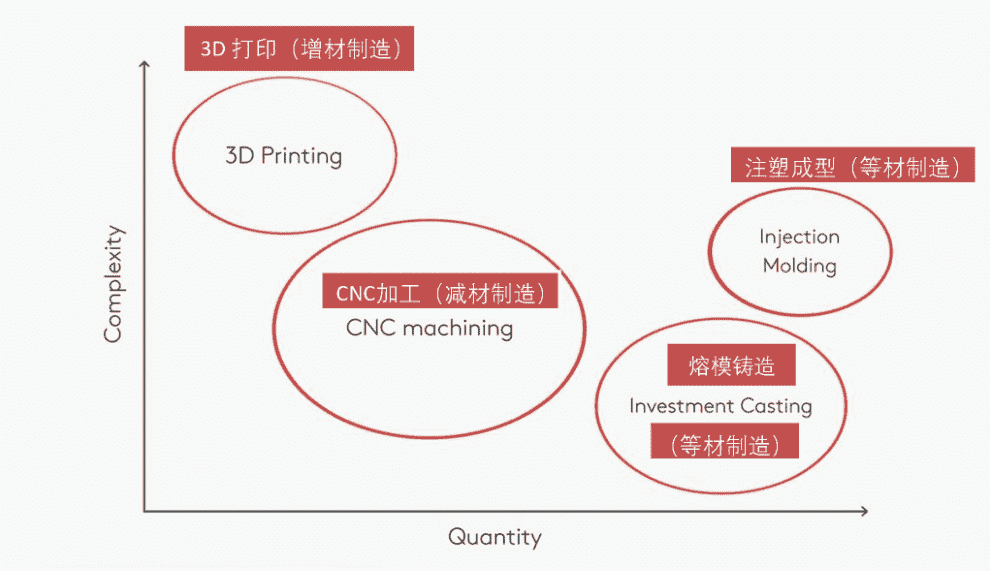 3D 打印（增材制造）
3D Printing
注塑成型（等材制造）
Injection
Molding
CNC加工（减材制造）
CNC machining
熔模铸造
Investment Casting
（等材制造）
Complexity
Quantity